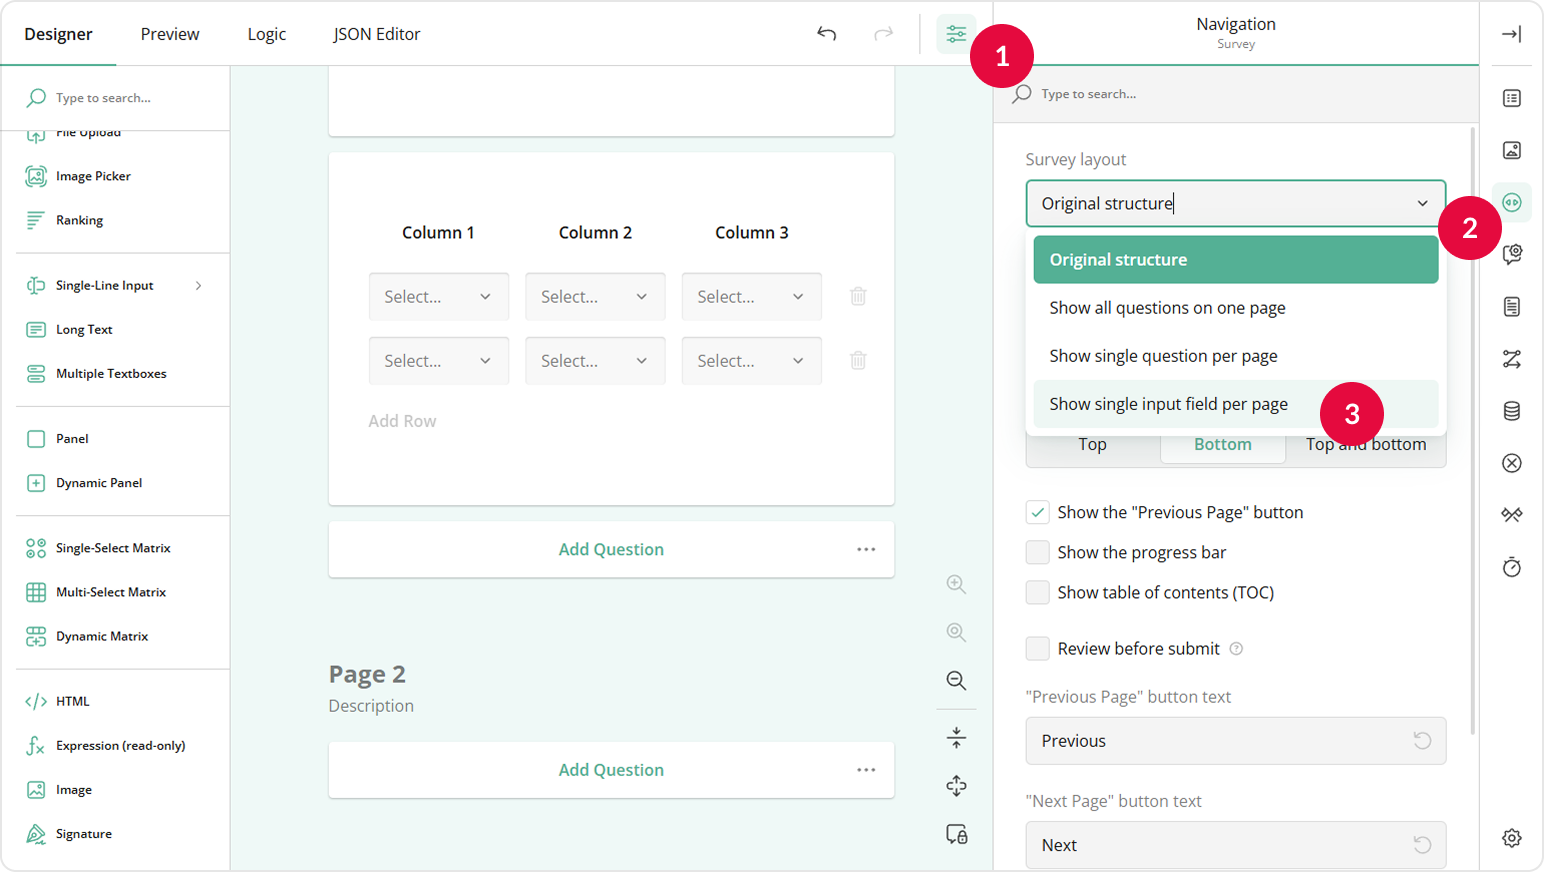 Designer
Preview
Logic
JSON Editor
1
Navigation
Survey
Type to search...
File Upload
Image Picker
Ranking
Single-Line Input
Long Text
Multiple Textboxes
Panel
Dynamic Panel
Single-Select Matrix
Multi-Select Matrix
Dynamic Matrix
HTML
Expression (read-only)
Image
Signature
Column 1
Column 2
Column 3
Select...
Select...
Select...
Select...
Select...
Select...
Add Row
Add Question
Page 2
Description
Add Question
Type to search...
Survey layout
Original structure
2
Original structure
Show all questions on one page
Show single question per page
Show single input field per page
3
Top
Bottom
Top and bottom
Show the "Previous Page" button
Show the progress bar
Show table of contents (TOC)
Review before submit
"Previous Page" button text
Previous
"Next Page" button text
Next